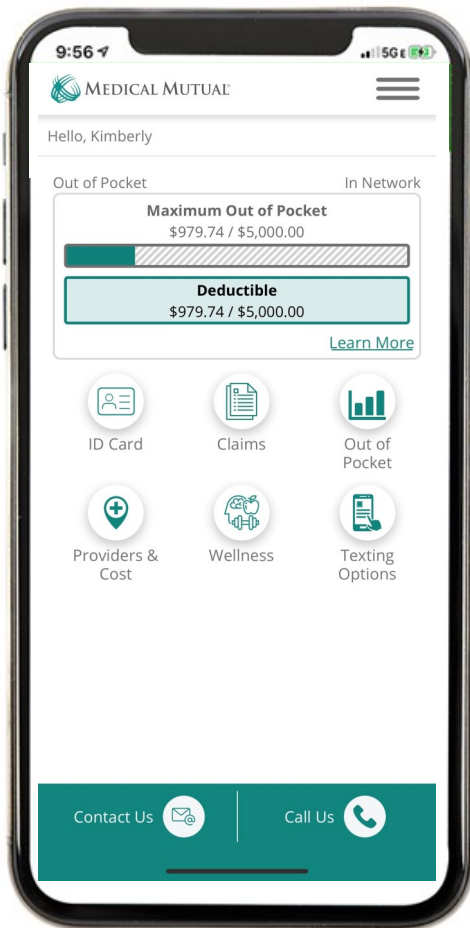 9:56
5G E
MEDICAL MUTUAL®
Hello, Kimberly
Out of Pocket In Network
Maximum Out of Pocket
$979.74 / $5,000.00
Deductible
$979.74 / $5,000.00
Learn More
ID Card
Claims
Out of
Pocket
Providers &
Cost
Wellness
Texting
Options
Contact Us
Call Us